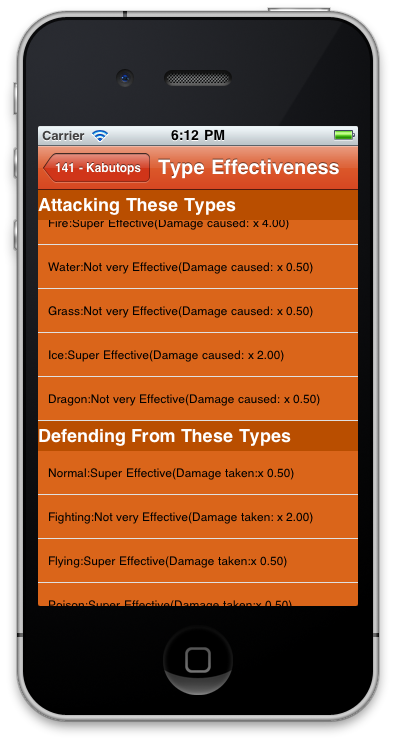 Carrier 6:12 PM
141 - Kabutops Type Effectiveness
Attacking These Types
Fire:Super Effective(Damage caused: x 4.00)
Water:Not very Effective(Damage caused: x 0.50)
Grass:Not very Effective(Damage caused: x 0.50)
Ice:Super Effective(Damage caused: x 2.00)
Dragon:Not very Effective(Damage caused: x 0.50)
Defending From These Types
Normal:Super Effective(Damage taken:x 0.50)
Fighting:Not very Effective(Damage taken: x 2.00)
Flying:Super Effective(Damage taken:x 0.50)
Poison:Super Effective(Damage taken:x 0.50)